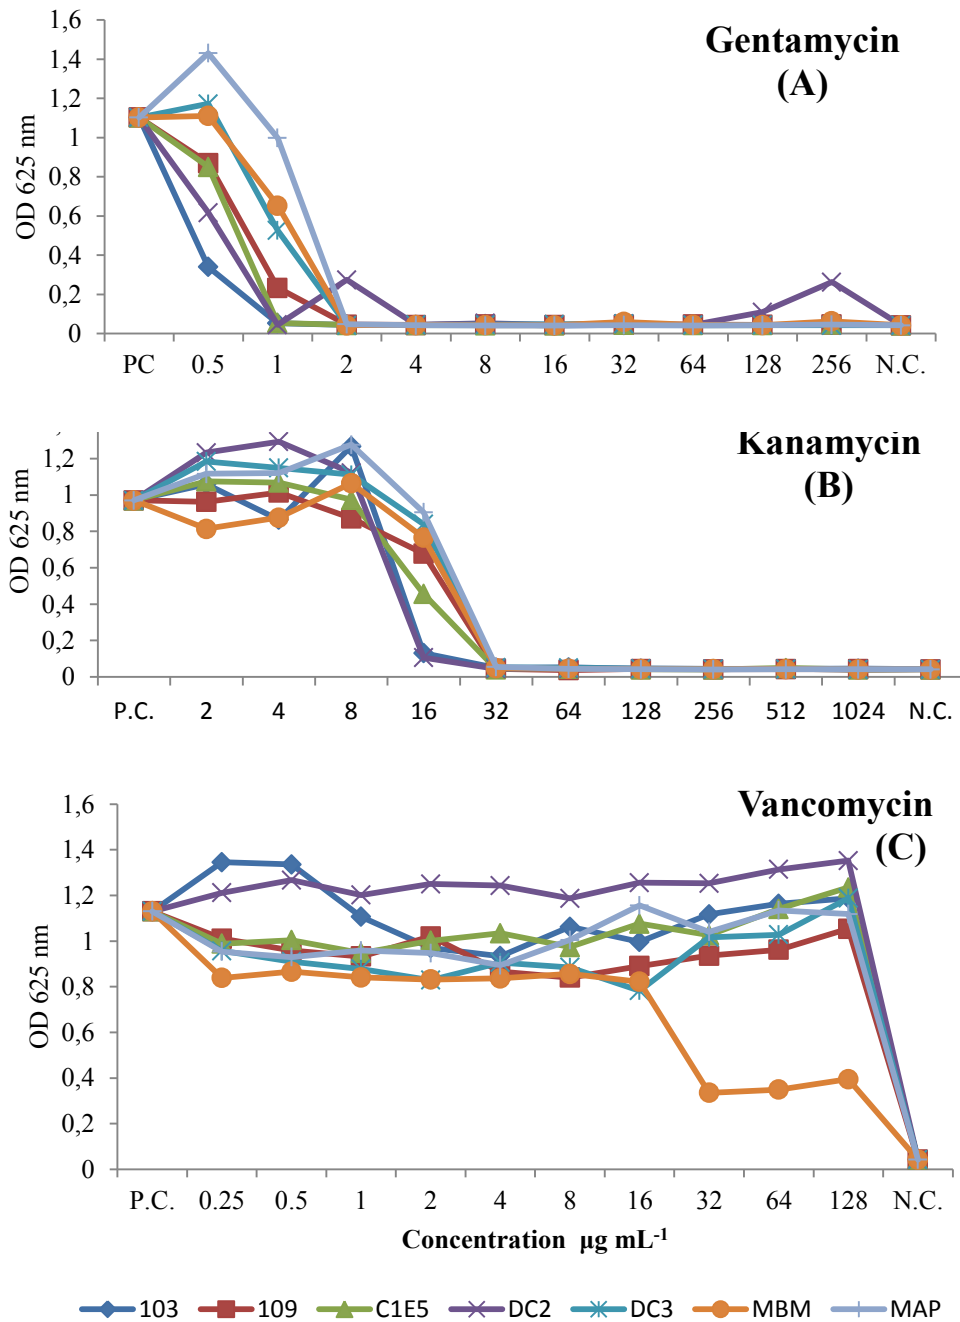 Gentamycin
(A)
1,6
1,4
1,2
1
0,8
0,6
0,4
0,2
0
OD 625 nm
PC 0.5 1 2 4 8 16 32 64 128 256 N.C.
Kanamycin
(B)
1,2
1
0,8
0,6
0,4
0,2
0
OD 625 nm
P.C. 2 4 8 16 32 64 128 256 512 1024 N.C.
Vancomycin
(C)
1,6
1,4
1,2
1
0,8
0,6
0,4
0,2
0
OD 625 nm
P.C. 0.25 0.5 1 2 4 8 16 32 64 128 N.C.
Concentration µg mL-1
103 109 C1E5 DC2 DC3 MBM MAP